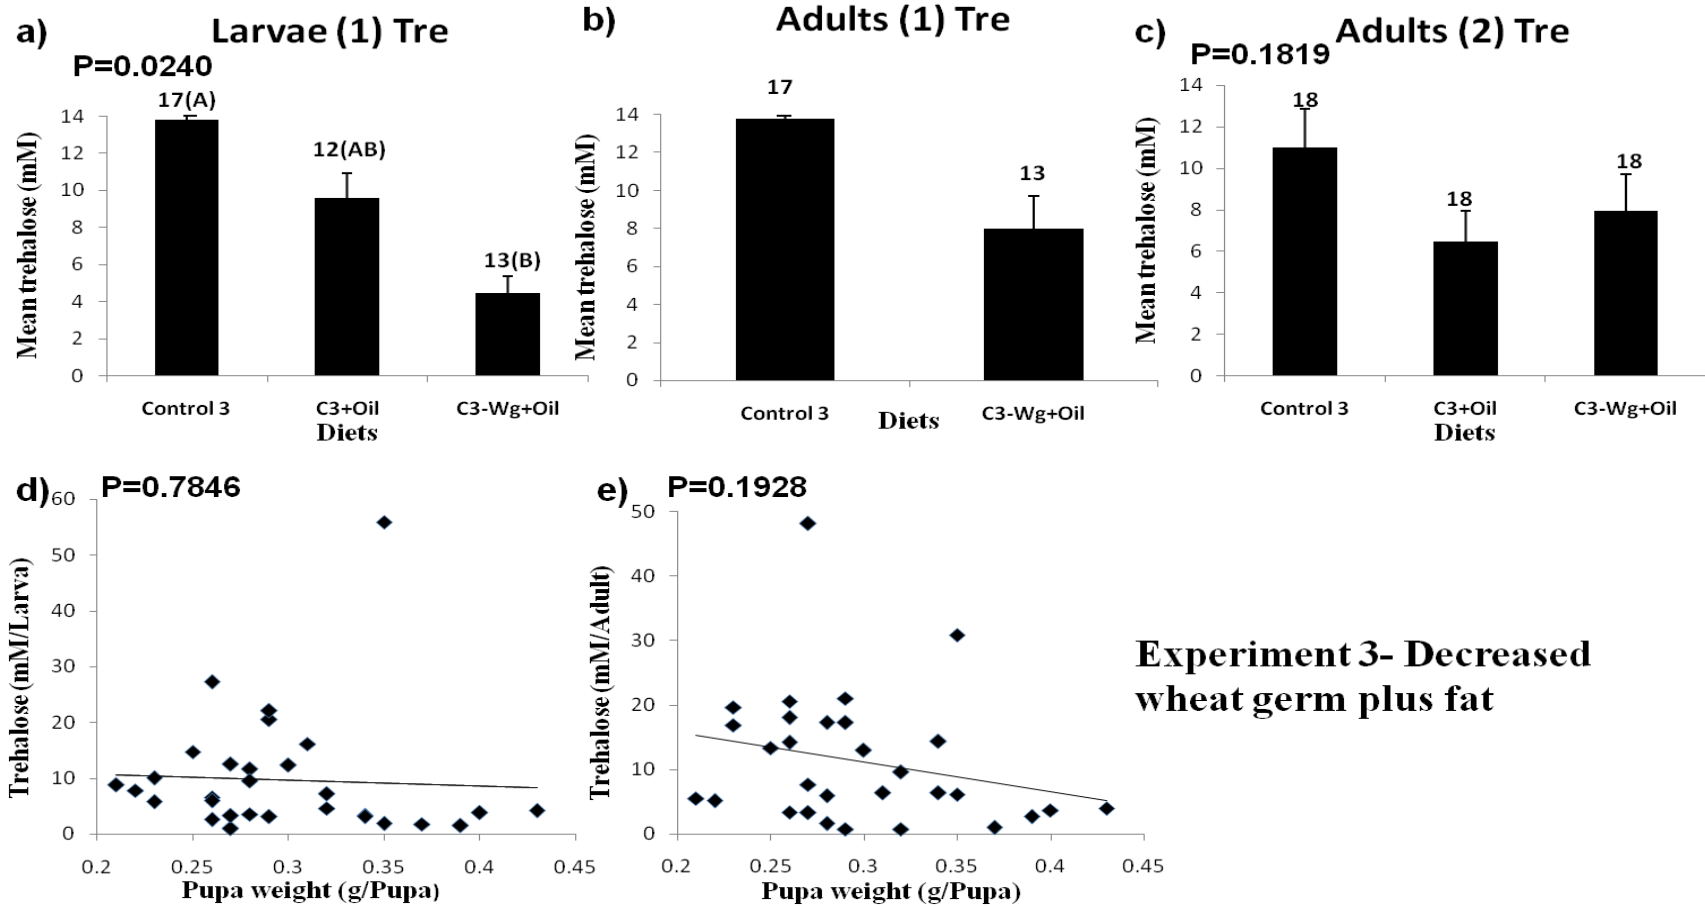 a)
Larvae (1) Tre
P=0.0240
17(A)
12(AB)
13(B)
14
12
10
8
6
4
2
0
Mean trehalose (mM)
Control 3
C3+Oil
C3-Wg+Oil
Diets
b)
Adults (1) Tre
17
13
14
12
10
8
6
4
2
0
Mean trehalose (mM)
Control 3
Diets
C3-Wg+Oil
c)
Adults (2) Tre
P=0.1819
18
18
18
14
12
10
8
6
4
2
0
Mean trehalose (mM)
Control 3
C3+Oil
C3-Wg+Oil
Diets
d)
P=0.7846
60
50
40
30
20
10
0
Trehalose (mM/Larva)
0.2
0.25
0.3
0.35
0.4
0.45
Pupa weight (g/Pupa)
e)
P=0.1928
50
40
30
20
10
0
Trehalose (mM/Adult)
0.2
0.25
0.3
0.35
0.4
0.45
Pupa weight (g/Pupa)
Experiment 3- Decreased
wheat germ plus fat